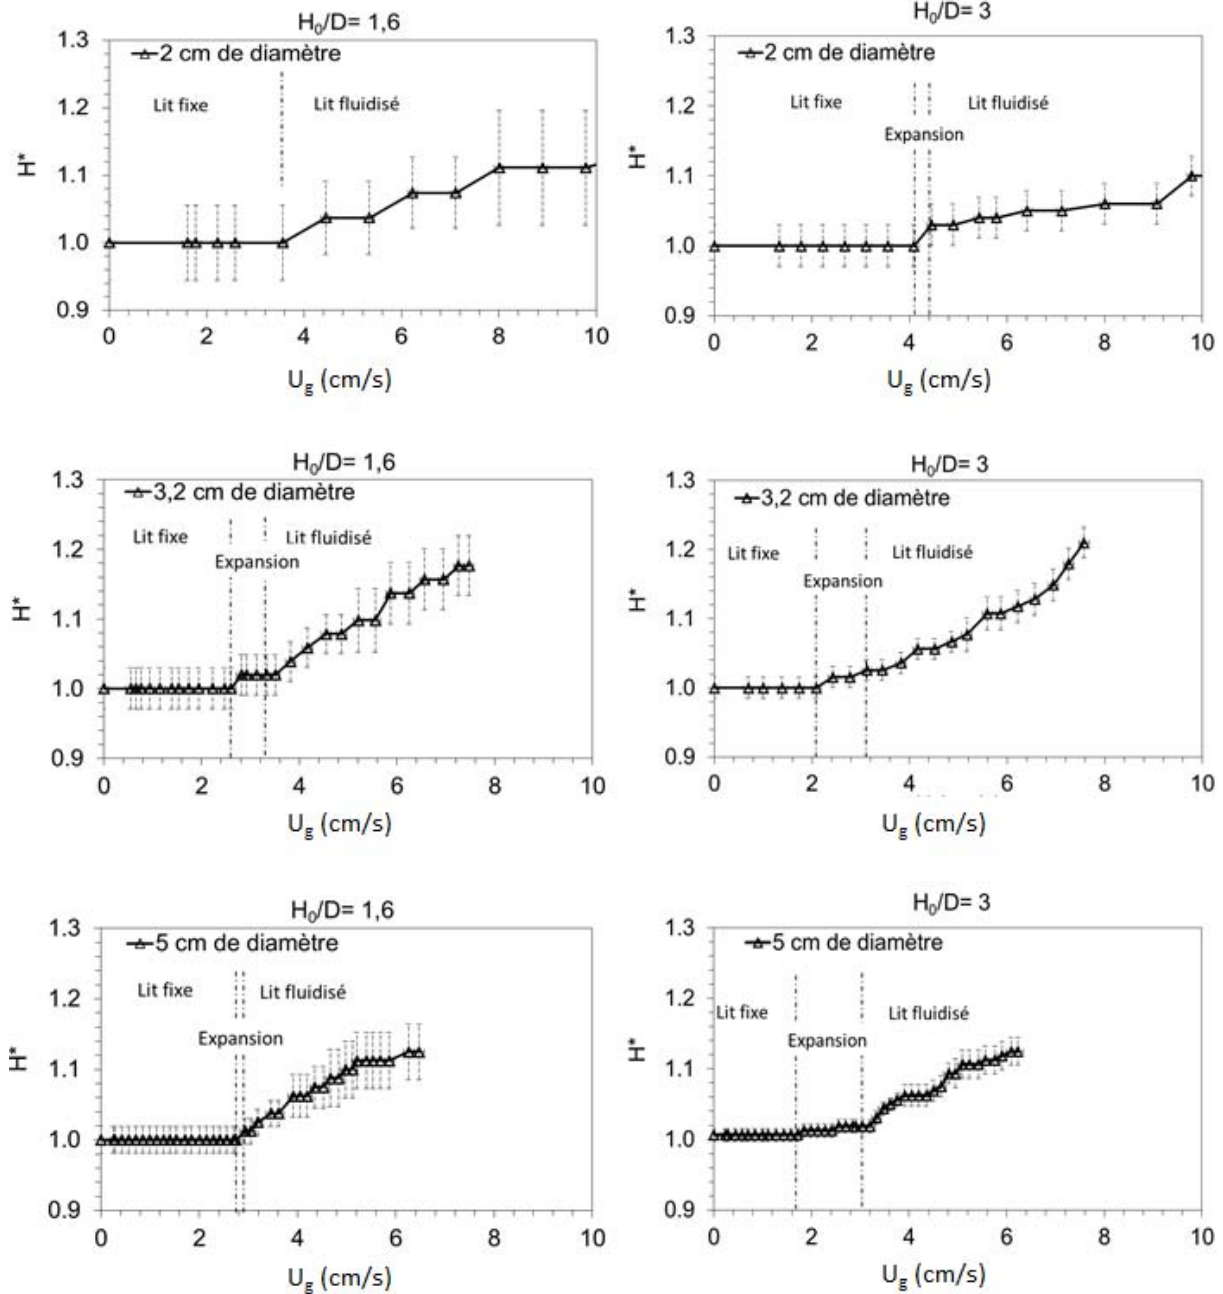 H₀/D= 1,6
1.3
1.2
1.1
1.0
0.9
H*
2 cm de diamètre
Lit fixe
Lit fluidisé
0 2 4 6 8 10
U_g (cm/s)
H₀/D= 3
1.3
1.2
1.1
1.0
0.9
H*
2 cm de diamètre
Lit fixe
Lit fluidisé
Expansion
0 2 4 6 8 10
U_g (cm/s)
H₀/D= 1,6
1.3
1.2
1.1
1.0
0.9
H*
3,2 cm de diamètre
Lit fixe
Lit fluidisé
Expansion
0 2 4 6 8 10
U_g (cm/s)
H₀/D= 3
1.3
1.2
1.1
1.0
0.9
H*
3,2 cm de diamètre
Lit fixe
Lit fluidisé
Expansion
0 2 4 6 8 10
U_g (cm/s)
H₀/D= 1,6
1.3
1.2
1.1
1.0
0.9
H*
5 cm de diamètre
Lit fixe
Lit fluidisé
Expansion
0 2 4 6 8 10
U_g (cm/s)
H₀/D= 3
1.3
1.2
1.1
1.0
0.9
H*
5 cm de diamètre
Lit fixe
Lit fluidisé
Expansion
0 2 4 6 8 10
U_g (cm/s)